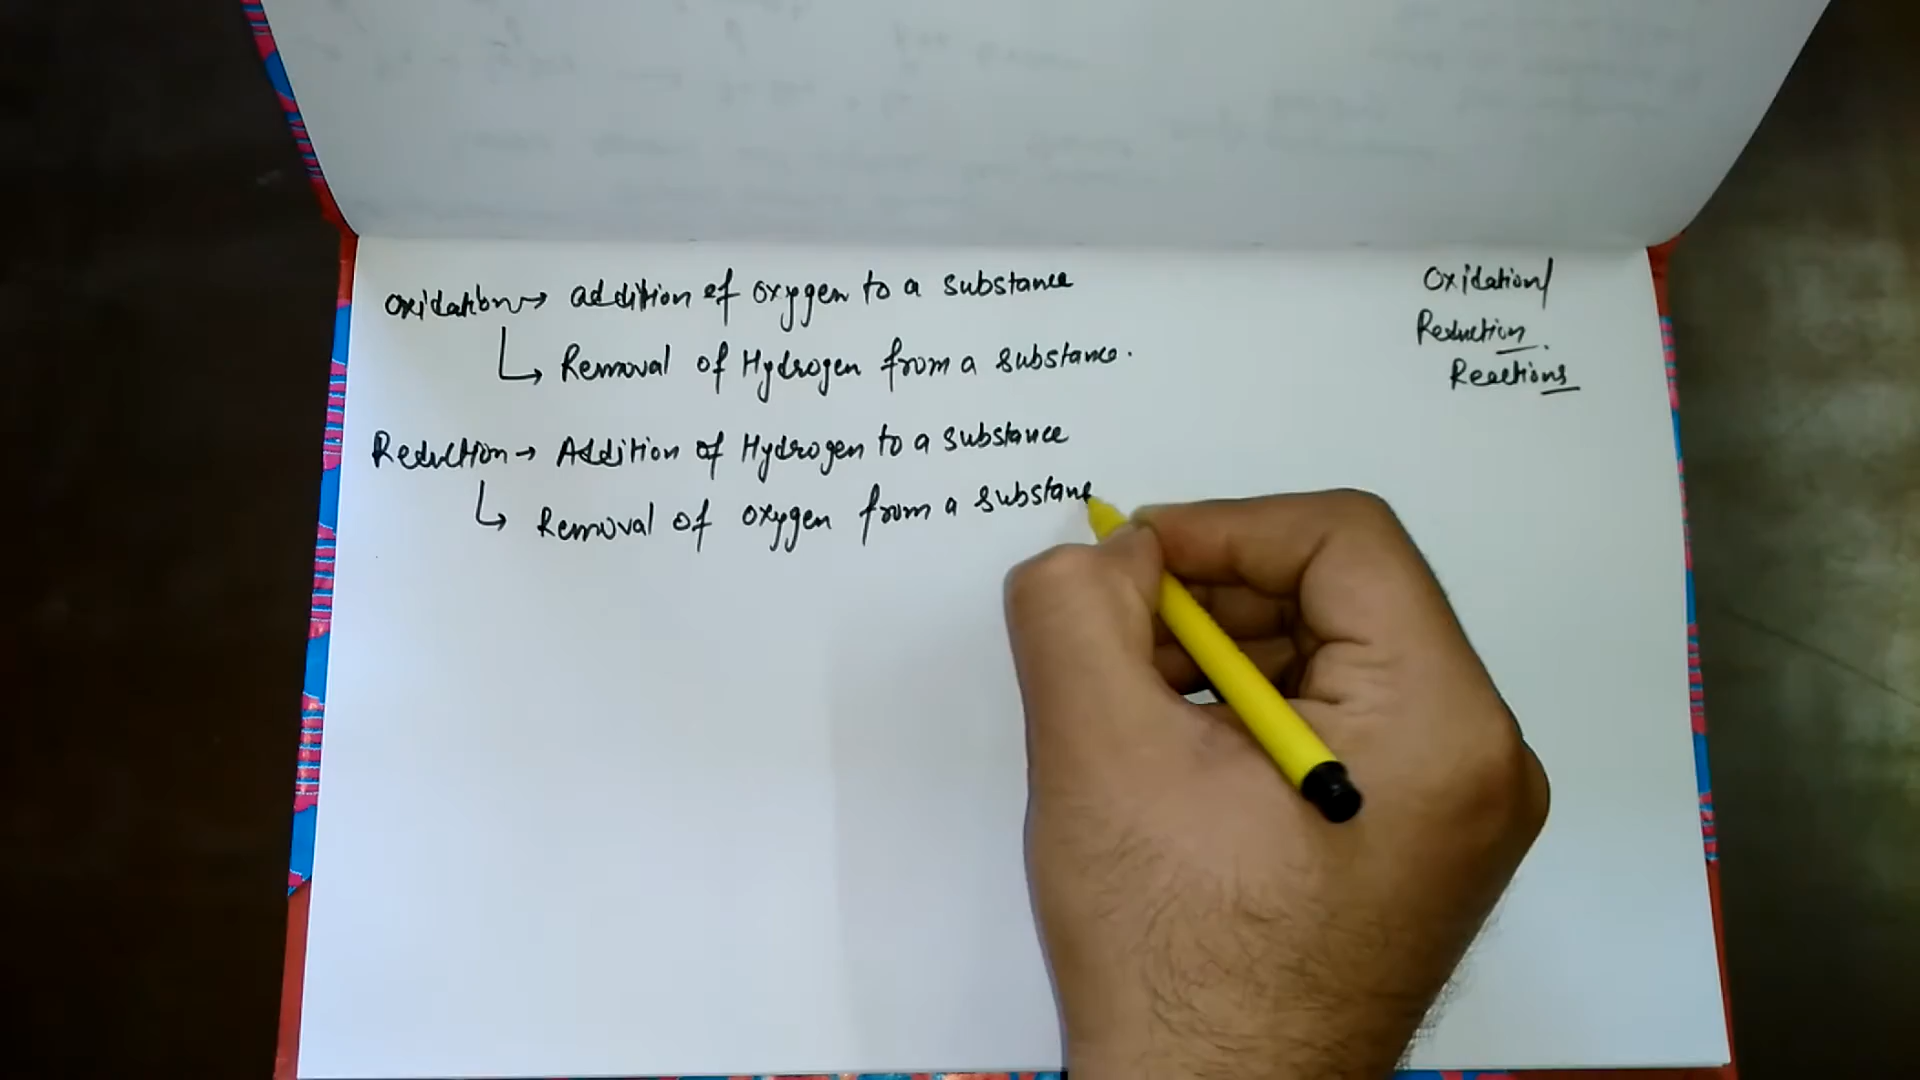 Oxidation → addition of oxygen to a substance
↳ Removal of Hydrogen from a substance.
Reduction → Addition of Hydrogen to a substance
↳ Removal of oxygen from a substanc
Oxidation/
Reduction.
Reactions